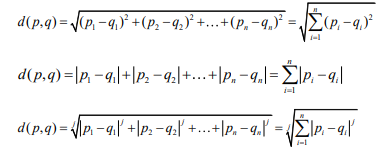 d(p,q) = √((p₁−q₁)² + (p₂−q₂)² + … + (pₙ−qₙ)²) = √(∑ᵢ₌₁ⁿ (pᵢ−qᵢ)²)
d(p,q) = |p₁−q₁| + |p₂−q₂| + … + |pₙ−qₙ| = ∑ᵢ₌₁ⁿ |pᵢ−qᵢ|
d(p,q) = ʲ√(|p₁−q₁|ʲ + |p₂−q₂|ʲ + … + |pₙ−qₙ|ʲ) = ʲ√(∑ᵢ₌₁ⁿ |pᵢ−qᵢ|ʲ)